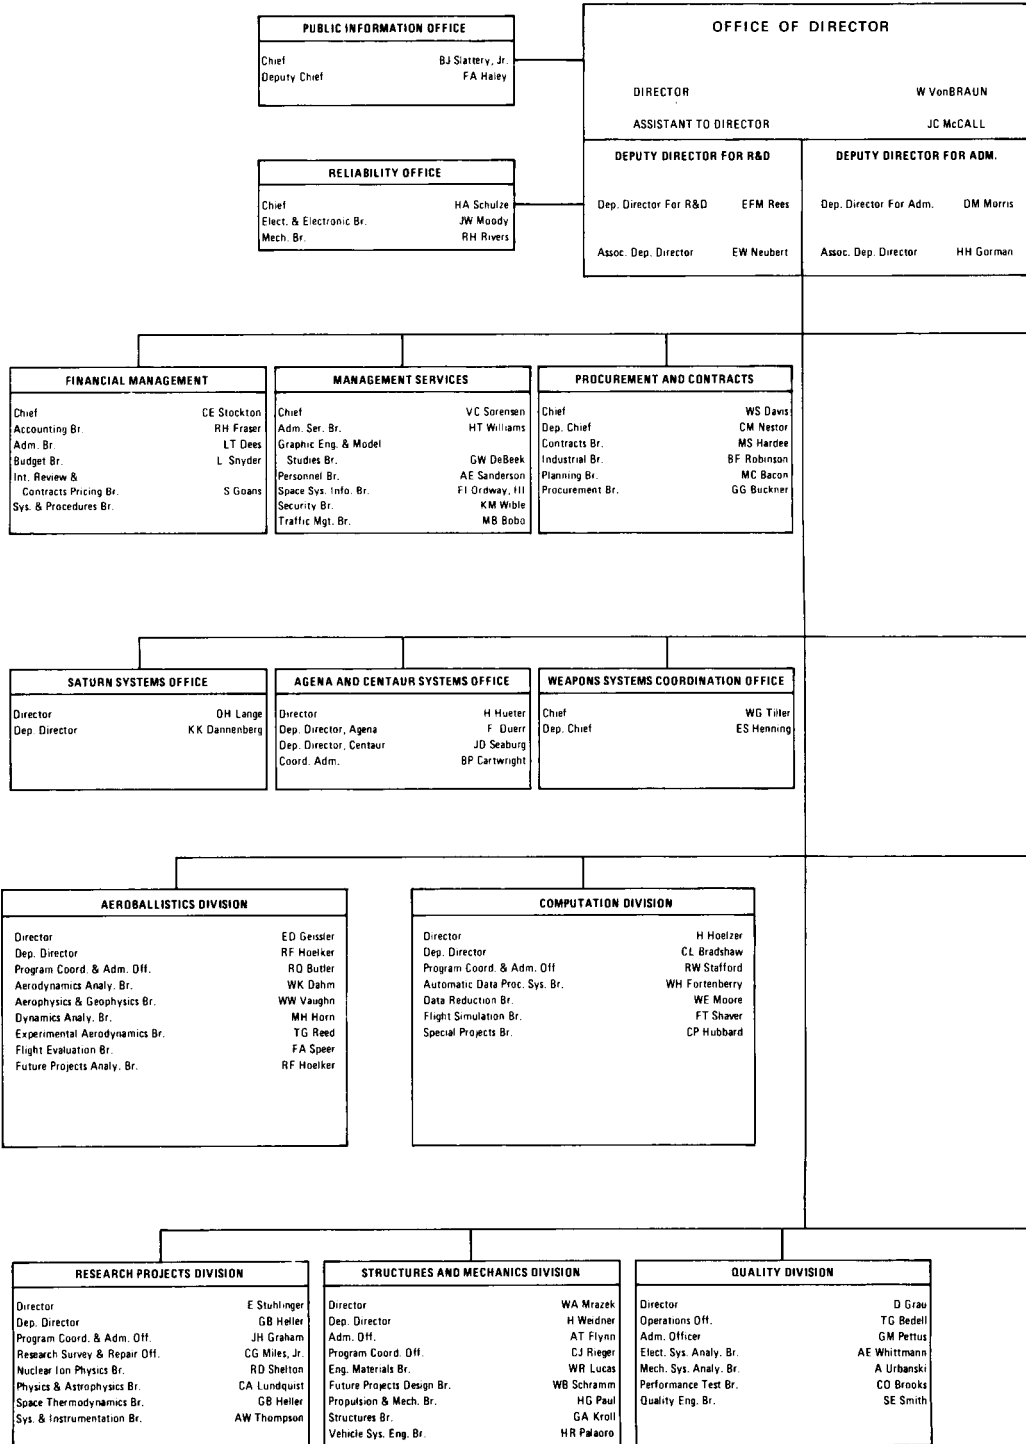 PUBLIC INFORMATION OFFICE
Chief BJ Slattery, Jr.
Deputy Chief FA Haley
OFFICE OF DIRECTOR
DIRECTOR W VonBRAUN
ASSISTANT TO DIRECTOR JC McCALL
RELIABILITY OFFICE
Chief HA Schulze
Elect. & Electronic Br. JW Moody
Mech. Br. RH Rivers
DEPUTY DIRECTOR FOR R&D
Dep. Director For R&D EFM Rees
Assoc. Dep. Director EW Neubert
DEPUTY DIRECTOR FOR ADM.
Dep. Director For Adm. DM Morris
Assoc. Dep. Director HH Gorman
FINANCIAL MANAGEMENT
Chief CE Stockton
Accounting Br. RH Fraser
Adm. Br. LT Dees
Budget Br. L Snyder
Int. Review &
Contracts Pricing Br. S Goans
Sys. & Procedures Br.
MANAGEMENT SERVICES
Chief VC Sorensen
Adm. Ser. Br. HT Williams
Graphic Eng. & Model
Studies Br. GW DeBeek
Personnel Br. AE Sanderson
Space Sys. Info. Br. FI Ordway, III
Security Br. KM Wible
Traffic Mgt. Br. MB Bobo
PROCUREMENT AND CONTRACTS
Chief WS Davis
Dep. Chief CM Nestor
Contracts Br. MS Hardee
Industrial Br. BF Robinson
Planning Br. MC Bacon
Procurement Br. GG Buckner
SATURN SYSTEMS OFFICE
Director OH Lange
Dep. Director KK Dannenberg
AGENA AND CENTAUR SYSTEMS OFFICE
Director H Hueter
Dep. Director, Agena F Duerr
Dep. Director, Centaur JD Seaburg
Coord. Adm. BP Cartwright
WEAPONS SYSTEMS COORDINATION OFFICE
Chief WG Tiller
Dep. Chief ES Henning
AEROBALLISTICS DIVISION
Director ED Geissler
Dep. Director RF Hoelker
Program Coord. & Adm. Off. RO Butler
Aerodynamics Analy. Br. WK Dahm
Aerophysics & Geophysics Br. WW Vaughn
Dynamics Analy. Br. MH Horn
Experimental Aerodynamics Br. TG Reed
Flight Evaluation Br. FA Speer
Future Projects Analy. Br. RF Hoelker
COMPUTATION DIVISION
Director H Hoelzer
Dep. Director CL Bradshaw
Program Coord. & Adm. Off RW Stafford
Automatic Data Proc. Sys. Br. WH Fortenberry
Data Reduction Br. WE Moore
Flight Simulation Br. FT Shaver
Special Projects Br. CP Hubbard
RESEARCH PROJECTS DIVISION
Director E Stuhlinger
Dep. Director GB Heller
Program Coord. & Adm. Off. JH Graham
Research Survey & Repair Off. CG Miles, Jr.
Nuclear Ion Physics Br. RD Shelton
Physics & Astrophysics Br. CA Lundquist
Space Thermodynamics Br. GB Heller
Sys. & Instrumentation Br. AW Thompson
STRUCTURES AND MECHANICS DIVISION
Director WA Mrazek
Dep. Director H Weidner
Adm. Off. AT Flynn
Program Coord. Off. CJ Rieger
Eng. Materials Br. WR Lucas
Future Projects Design Br. WB Schramm
Propulsion & Mech. Br. HG Paul
Structures Br. GA Kroll
Vehicle Sys. Eng. Br. HR Palaoro
QUALITY DIVISION
Director D Grau
Operations Off. TG Bedell
Adm. Officer GM Pettus
Elect. Sys. Analy. Br. AE Whittmann
Mech. Sys. Analy. Br. A Urbanski
Performance Test Br. CO Brooks
Quality Eng. Br. SE Smith